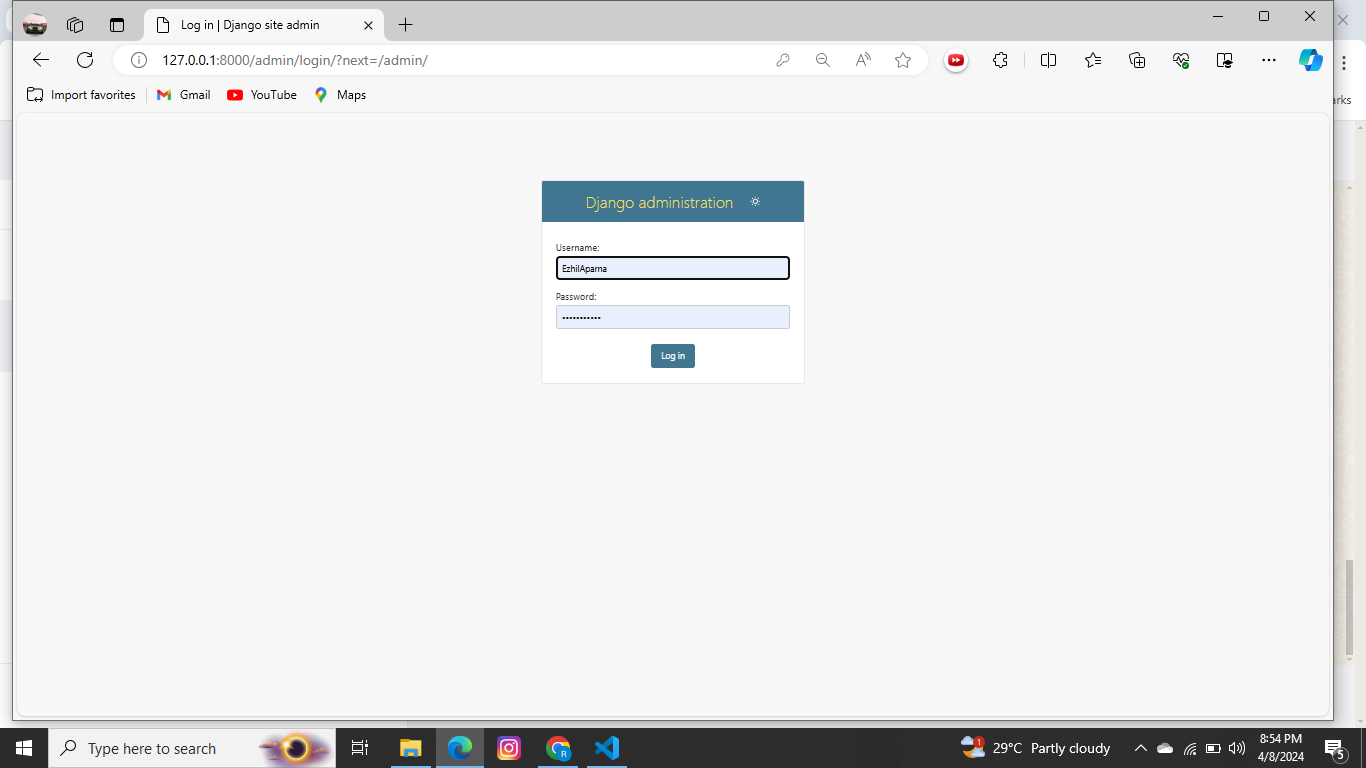 Log in | Django site admin
127.0.0.1:8000/admin/login/?next=/admin/
Import favorites
Gmail
YouTube
Maps
arks
Django administration
Username:
EzhilAparna
Password:
•••••••••••
Log in
Type here to search
R
1
29°C Partly cloudy
8:54 PM
4/8/2024
5